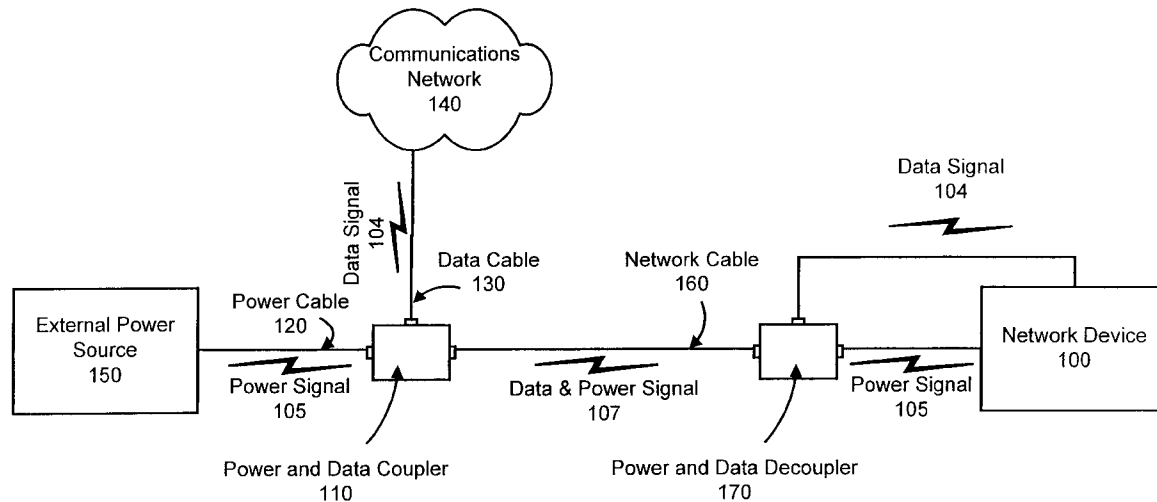 Communications
Network
140
Data Signal
104
Data Signal
104
Data Cable
130
Network Cable
160
Power Cable
120
External Power
Source
150
Network Device
100
Power Signal
105
Data & Power Signal
107
Power Signal
105
Power and Data Coupler
110
Power and Data Decoupler
170